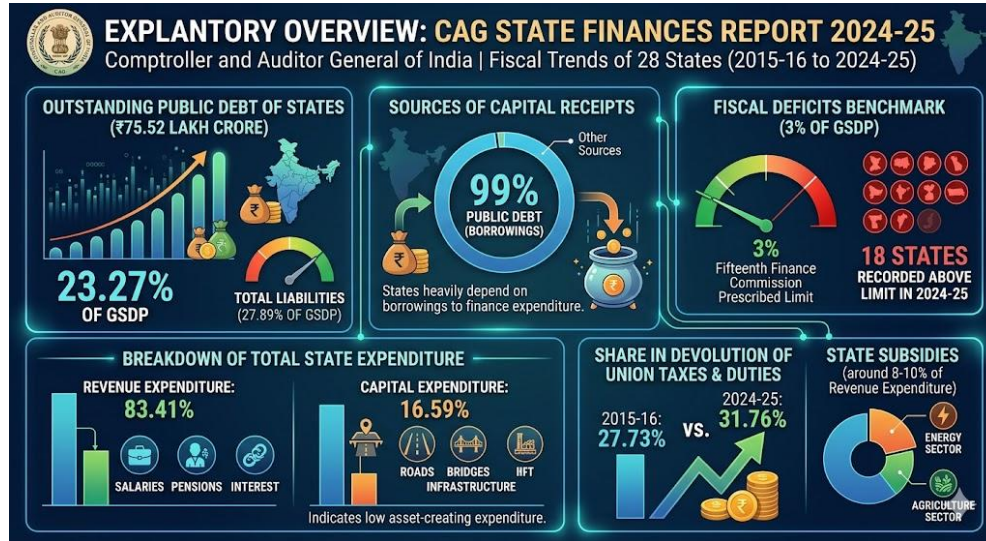 EXPLANTORY OVERVIEW: CAG STATE FINANCES REPORT 2024-25
Comptroller and Auditor General of India | Fiscal Trends of 28 States (2015-16 to 2024-25)
CAG
OUTSTANDING PUBLIC DEBT OF STATES
(₹75.52 LAKH CRORE)
₹
₹ ₹
23.27%
OF GSDP
TOTAL LIABILITIES
(27.89% OF GSDP)
SOURCES OF CAPITAL RECEIPTS
Other
Sources
99%
PUBLIC DEBT
(BORROWINGS)
₹
₹
States heavily depend on
borrowings to finance expenditure.
FISCAL DEFICITS BENCHMARK
(3% OF GSDP)
3%
Fifteenth Finance
Commission
Prescribed Limit
18 STATES
RECORDED ABOVE
LIMIT IN 2024-25
BREAKDOWN OF TOTAL STATE EXPENDITURE
REVENUE EXPENDITURE:
83.41%
SALARIES PENSIONS INTEREST
CAPITAL EXPENDITURE:
16.59%
ROADS BRIDGES IIFT
INFRASTRUCTURE
Indicates low asset-creating expenditure.
SHARE IN DEVOLUTION OF
UNION TAXES & DUTIES
2015-16:
27.73%
VS.
2024-25:
31.76%
₹
STATE SUBSIDIES
(around 8-10% of
Revenue Expenditure)
ENERGY
SECTOR
AGRICULTURE
SECTOR